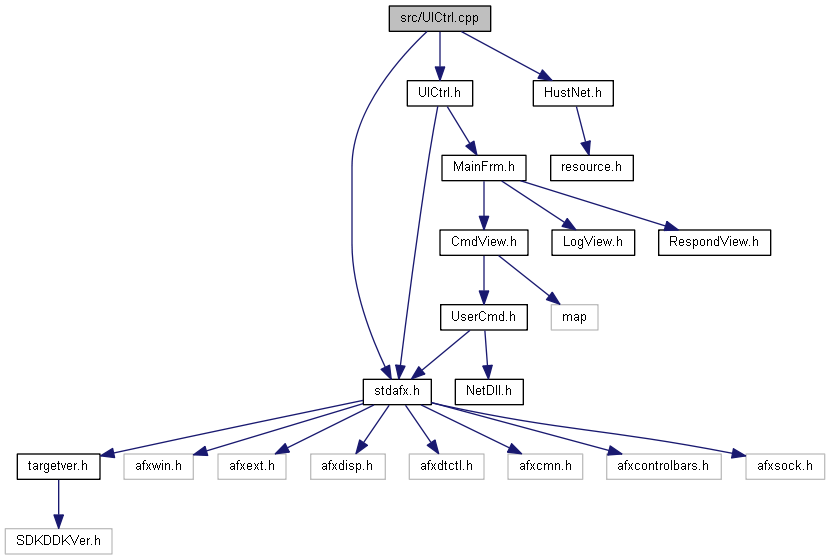 src/UICtrl.cpp
UICtrl.h
HustNet.h
MainFrm.h
resource.h
CmdView.h
LogView.h
RespondView.h
UserCmd.h
map
stdafx.h
NetDll.h
targetver.h
afxwin.h
afxext.h
afxdisp.h
afxdtctl.h
afxcmn.h
afxcontrolbars.h
afxsock.h
SDKDDKVer.h